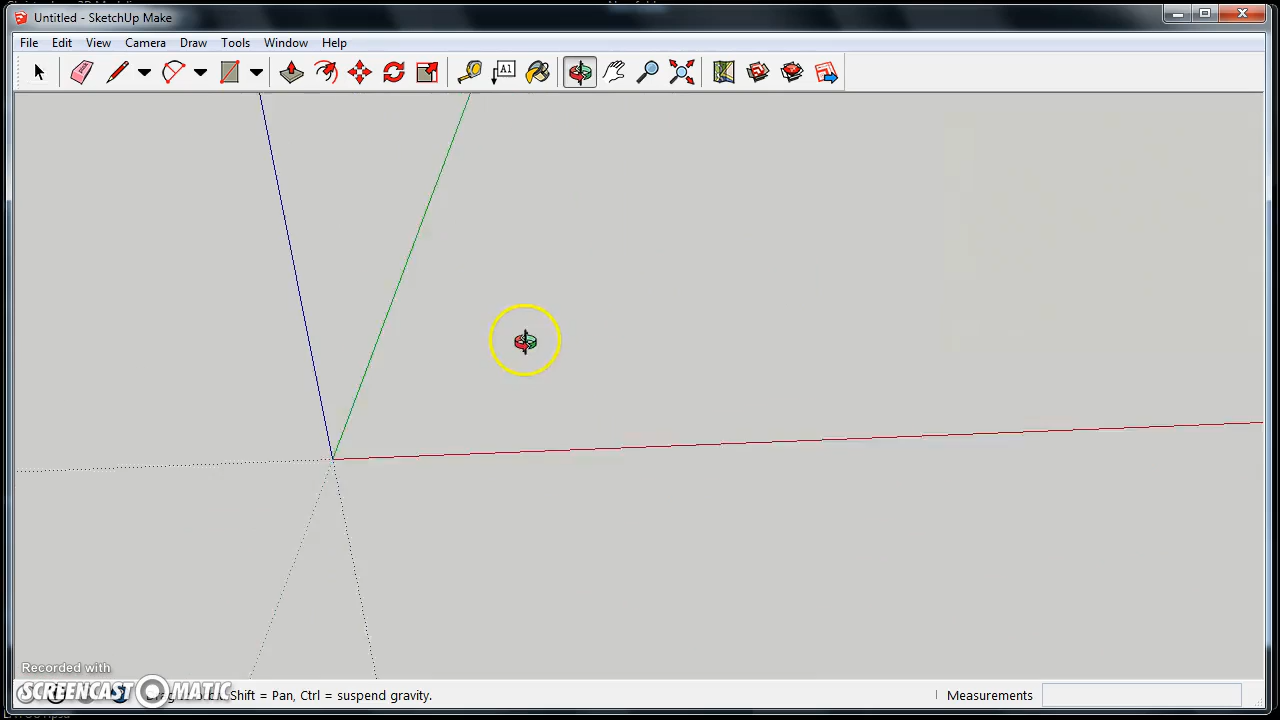 Untitled - SketchUp Make
File Edit View Camera Draw Tools Window Help
A1
Recorded with
SCREENCAST MATIC
Shift = Pan, Ctrl = suspend gravity.
Measurements